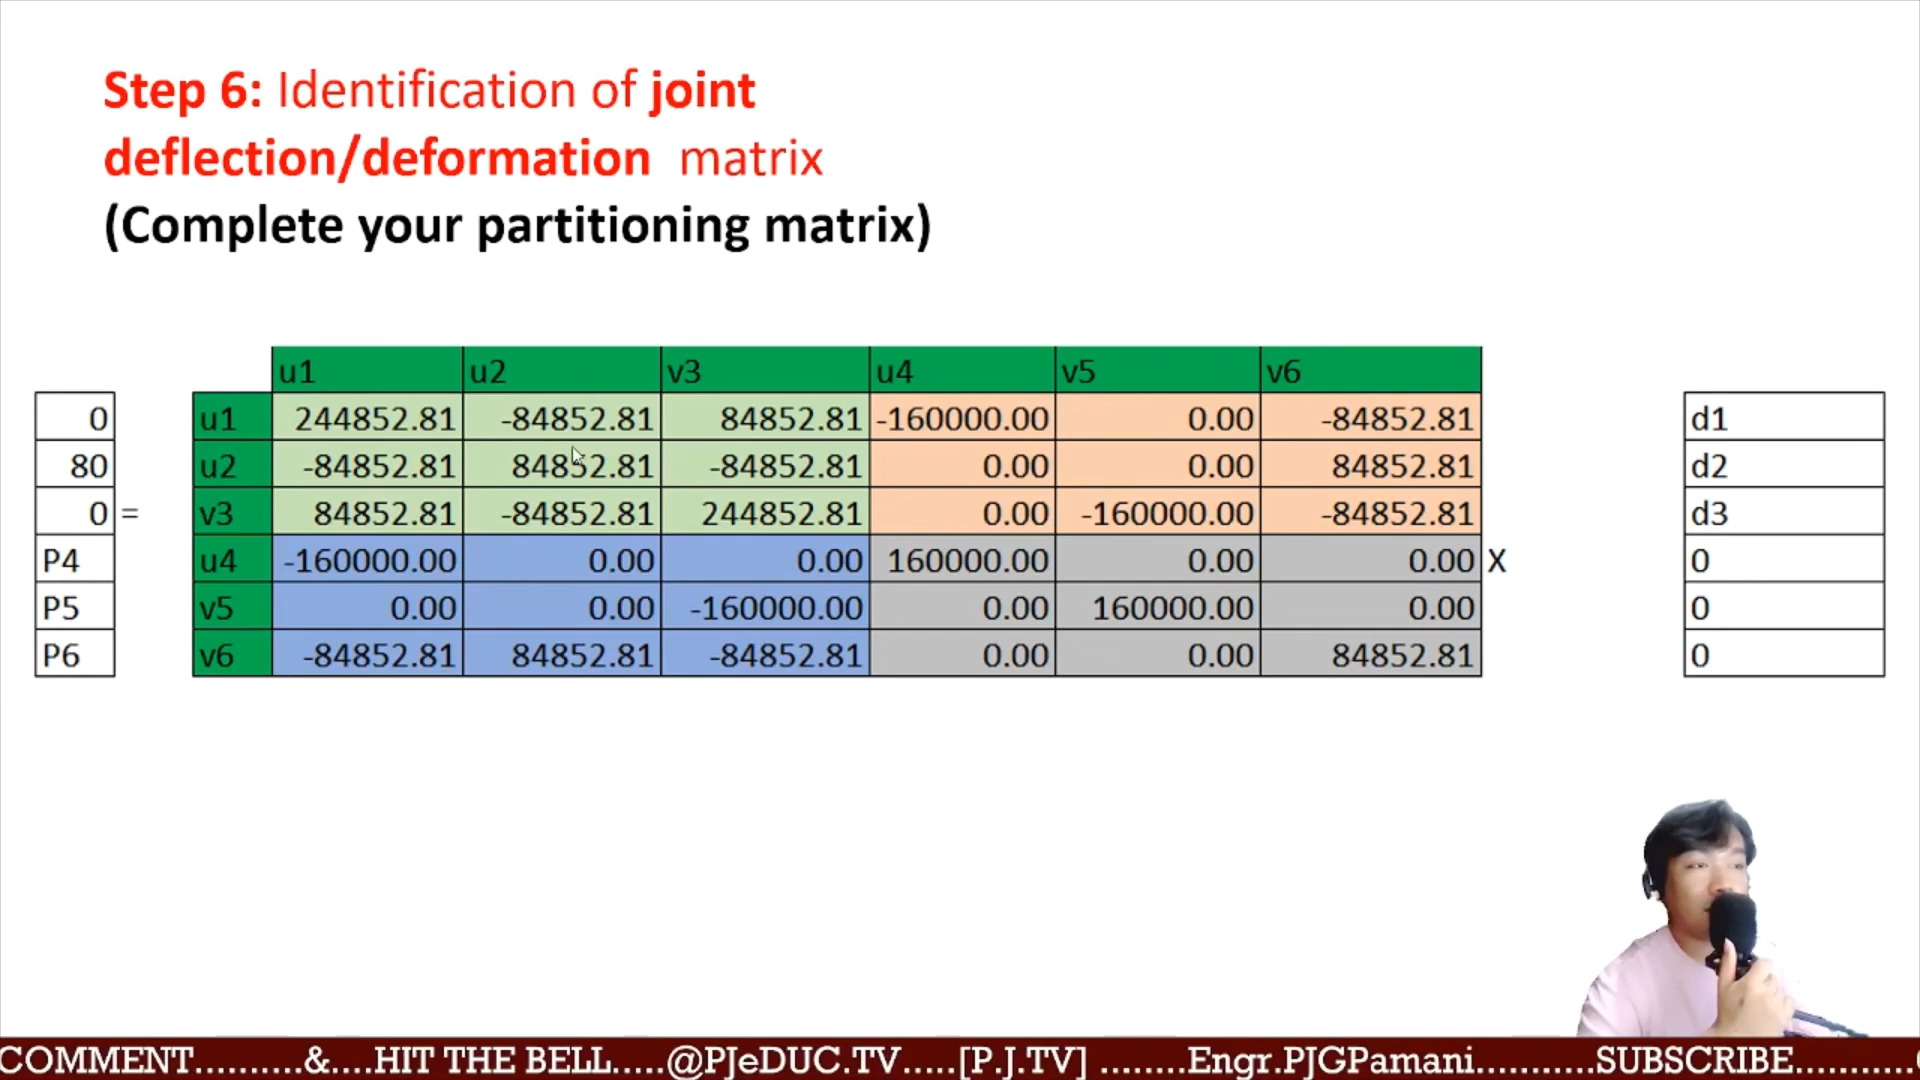 Step 6: Identification of joint
deflection/deformation matrix
(Complete your partitioning matrix)
u1 u2 v3 u4 v5 v6
0 u1 244852.81 -84852.81 84852.81 -160000.00 0.00 -84852.81 d1
80 u2 -84852.81 84852.81 -84852.81 0.00 0.00 84852.81 d2
0 = v3 84852.81 -84852.81 244852.81 0.00 -160000.00 -84852.81 d3
P4 u4 -160000.00 0.00 0.00 160000.00 0.00 0.00 X 0
P5 v5 0.00 0.00 -160000.00 0.00 160000.00 0.00 0
P6 v6 -84852.81 84852.81 -84852.81 0.00 0.00 84852.81 0
COMMENT..........&....HIT THE BELL.....@PJeDUC.TV.....[P.J.TV] ........Engr.PJGPamani...........SUBSCRIBE...........